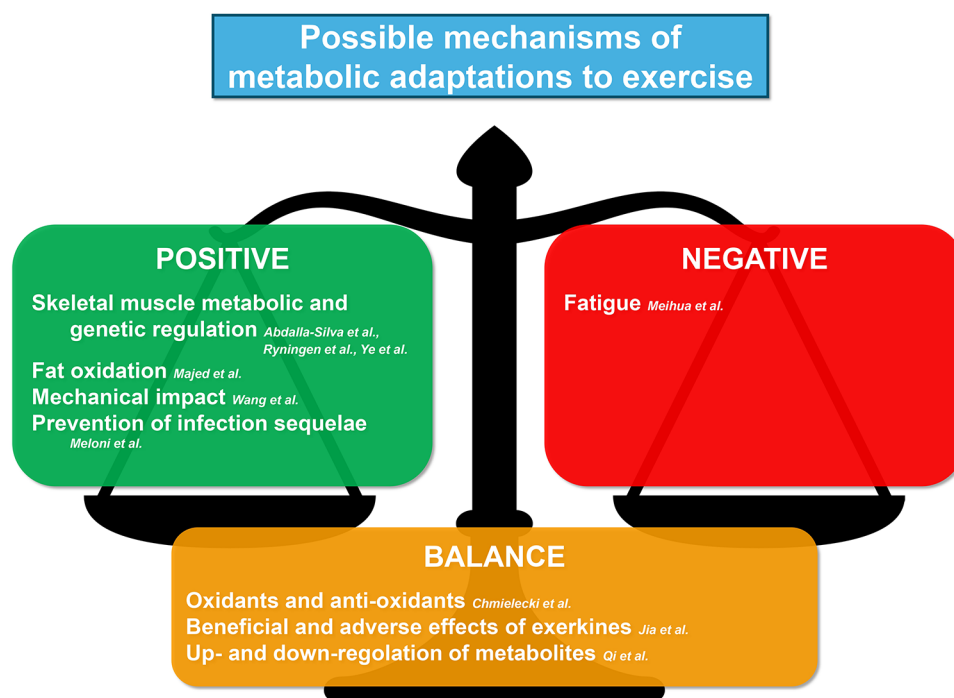 Possible mechanisms of
metabolic adaptations to exercise
POSITIVE
Skeletal muscle metabolic and
genetic regulation Abdalla-Silva et al.,
Ryningen et al., Ye et al.
Fat oxidation Majed et al.
Mechanical impact Wang et al.
Prevention of infection sequelae
Meloni et al.
NEGATIVE
Fatigue Meihua et al.
BALANCE
Oxidants and anti-oxidants Chmielecki et al.
Beneficial and adverse effects of exerkines Jia et al.
Up- and down-regolation of metabolites Qi et al.